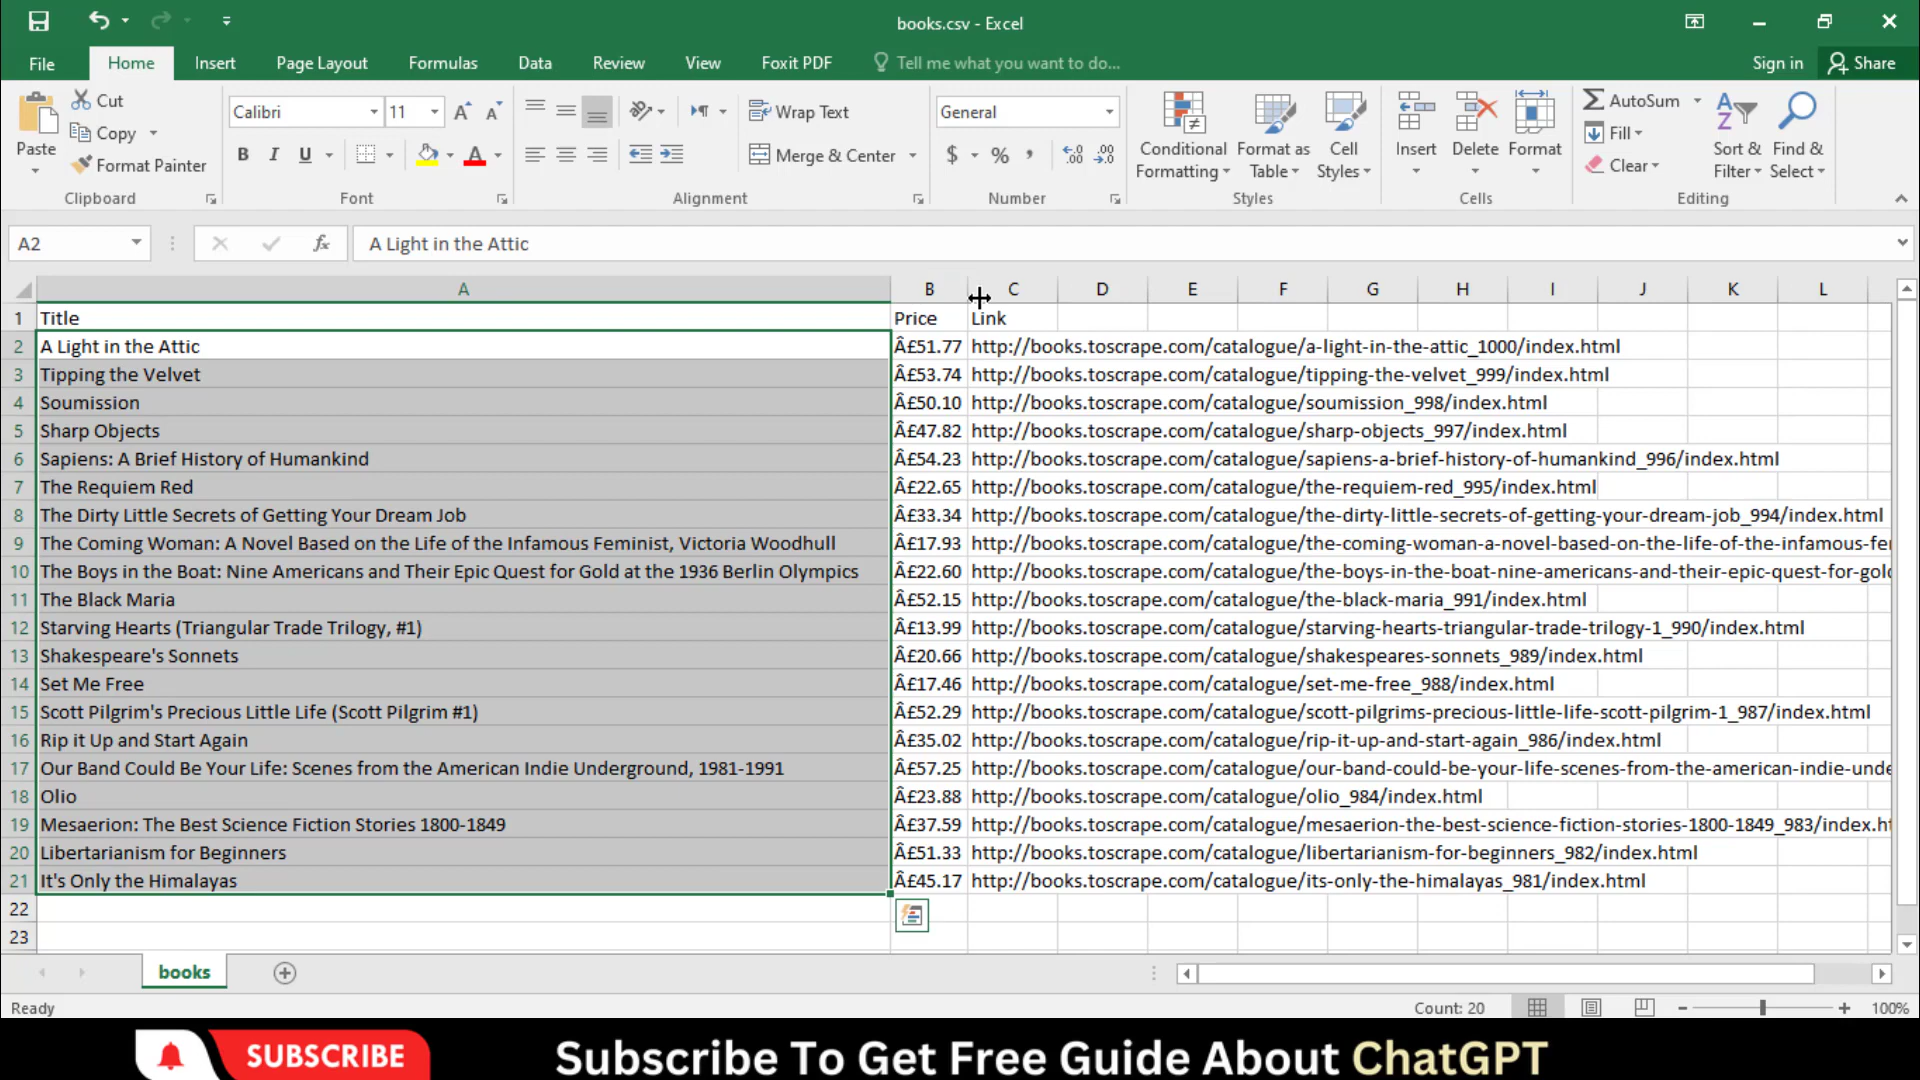 books.csv - Excel
File Home Insert Page Layout Formulas Data Review View Foxit PDF Tell me what you want to do... Sign in Share
Paste Cut Copy Format Painter
Calibri 11
B I U A
Wrap Text
Merge & Center
General
$ % ,
Conditional Formatting
Format as Table
Cell Styles
Insert Delete Format
AutoSum Fill Clear
Sort & Filter
Find & Select
Clipboard Font Alignment Number Styles Cells Editing
A2 fx A Light in the Attic
A B C D E F G H I J K L
1 Title Price Link
2 A Light in the Attic Â£51.77 http://books.toscrape.com/catalogue/a-light-in-the-attic_1000/index.html
3 Tipping the Velvet Â£53.74 http://books.toscrape.com/catalogue/tipping-the-velvet_999/index.html
4 Soumission Â£50.10 http://books.toscrape.com/catalogue/soumission_998/index.html
5 Sharp Objects Â£47.82 http://books.toscrape.com/catalogue/sharp-objects_997/index.html
6 Sapiens: A Brief History of Humankind Â£54.23 http://books.toscrape.com/catalogue/sapiens-a-brief-history-of-humankind_996/index.html
7 The Requiem Red Â£22.65 http://books.toscrape.com/catalogue/the-requiem-red_995/index.html
8 The Dirty Little Secrets of Getting Your Dream Job Â£33.34 http://books.toscrape.com/catalogue/the-dirty-little-secrets-of-getting-your-dream-job_994/index.html
9 The Coming Woman: A Novel Based on the Life of the Infamous Feminist, Victoria Woodhull Â£17.93 http://books.toscrape.com/catalogue/the-coming-woman-a-novel-based-on-the-life-of-the-infamous-fe
10 The Boys in the Boat: Nine Americans and Their Epic Quest for Gold at the 1936 Berlin Olympics Â£22.60 http://books.toscrape.com/catalogue/the-boys-in-the-boat-nine-americans-and-their-epic-quest-for-gol
11 The Black Maria Â£52.15 http://books.toscrape.com/catalogue/the-black-maria_991/index.html
12 Starving Hearts (Triangular Trade Trilogy, #1) Â£13.99 http://books.toscrape.com/catalogue/starving-hearts-triangular-trade-trilogy-1_990/index.html
13 Shakespeare's Sonnets Â£20.66 http://books.toscrape.com/catalogue/shakespeares-sonnets_989/index.html
14 Set Me Free Â£17.46 http://books.toscrape.com/catalogue/set-me-free_988/index.html
15 Scott Pilgrim's Precious Little Life (Scott Pilgrim #1) Â£52.29 http://books.toscrape.com/catalogue/scott-pilgrims-precious-little-life-scott-pilgrim-1_987/index.html
16 Rip it Up and Start Again Â£35.02 http://books.toscrape.com/catalogue/rip-it-up-and-start-again_986/index.html
17 Our Band Could Be Your Life: Scenes from the American Indie Underground, 1981-1991 Â£57.25 http://books.toscrape.com/catalogue/our-band-could-be-your-life-scenes-from-the-american-indie-unde
18 Olio Â£23.88 http://books.toscrape.com/catalogue/olio_984/index.html
19 Mesaerion: The Best Science Fiction Stories 1800-1849 Â£37.59 http://books.toscrape.com/catalogue/mesaerion-the-best-science-fiction-stories-1800-1849_983/index.ht
20 Libertarianism for Beginners Â£51.33 http://books.toscrape.com/catalogue/libertarianism-for-beginners_982/index.html
21 It's Only the Himalayas Â£45.17 http://books.toscrape.com/catalogue/its-only-the-himalayas_981/index.html
22
23
books
Ready Count: 20 100%
SUBSCRIBE Subscribe To Get Free Guide About ChatGPT